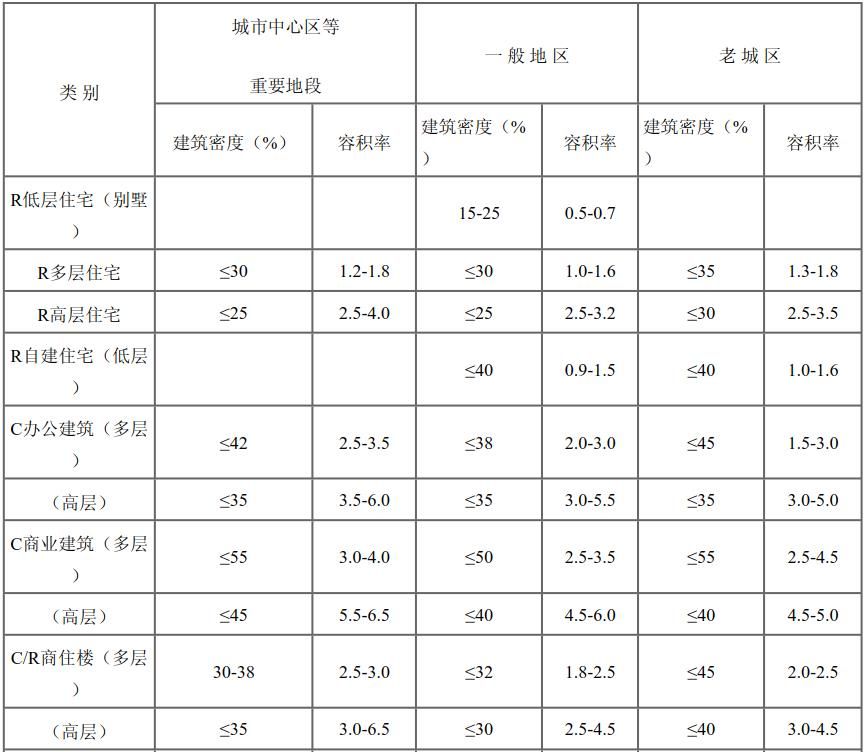 类 别 城市中心区等 重要地段 一 般 地 区 老 城 区
建筑密度（%） 容积率 建筑密度（%） 容积率 建筑密度（%） 容积率
R低层住宅（别墅） 15-25 0.5-0.7
R多层住宅 ≤30 1.2-1.8 ≤30 1.0-1.6 ≤35 1.3-1.8
R高层住宅 ≤25 2.5-4.0 ≤25 2.5-3.2 ≤30 2.5-3.5
R自建住宅（低层） ≤40 0.9-1.5 ≤40 1.0-1.6
C办公建筑（多层） ≤42 2.5-3.5 ≤38 2.0-3.0 ≤45 1.5-3.0
（高层） ≤35 3.5-6.0 ≤35 3.0-5.5 ≤35 3.0-5.0
C商业建筑（多层） ≤55 3.0-4.0 ≤50 2.5-3.5 ≤55 2.5-4.5
（高层） ≤45 5.5-6.5 ≤40 4.5-6.0 ≤40 4.5-5.0
C/R商住楼（多层） 30-38 2.5-3.0 ≤32 1.8-2.5 ≤45 2.0-2.5
（高层） ≤35 3.0-6.5 ≤30 2.5-4.5 ≤40 3.0-4.5